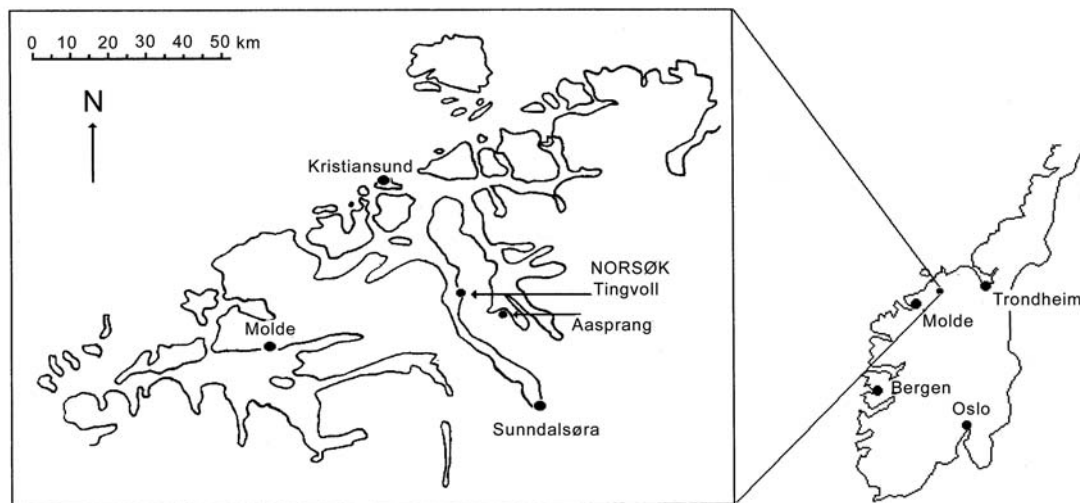 0 10 20 30 40 50 km
N
Kristiansund
NORSØK
Tingvoll
Aasprang
Molde
Sunndalsøra
Trondheim
Molde
Bergen
Oslo